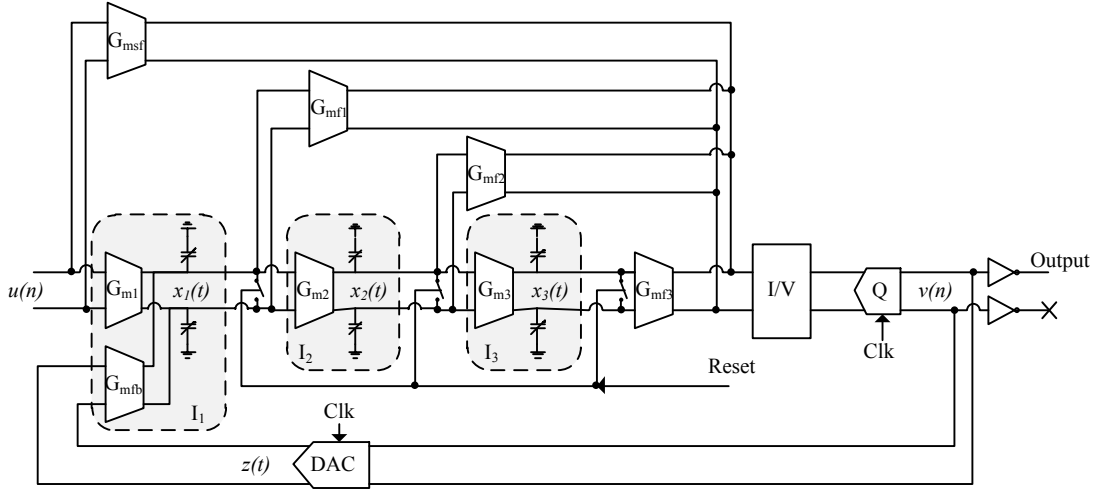 G_msf
G_mf1
G_mf2
u(n)
G_m1
x_1(t)
G_m2
x_2(t)
G_m3
x_3(t)
G_mf3
I/V
Q
v(n)
Output
Clk
G_mfb
I_1
I_2
I_3
Reset
Clk
z(t)
DAC